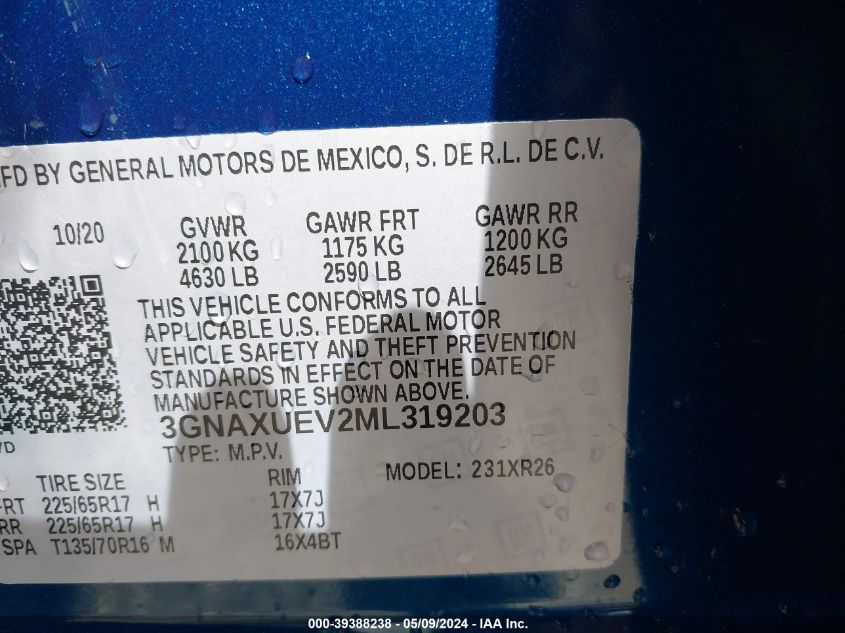 MFD BY GENERAL MOTORS DE MEXICO, S. DE R.L. DE C.V.
10/20 GVWR GAWR FRT GAWR RR
2100 KG 1175 KG 1200 KG
4630 LB 2590 LB 2645 LB
THIS VEHICLE CONFORMS TO ALL
APPLICABLE U.S. FEDERAL MOTOR
VEHICLE SAFETY AND THEFT PREVENTION
STANDARDS IN EFFECT ON THE DATE OF
MANUFACTURE SHOWN ABOVE.
3GNAXUEV2ML319203
TYPE: M.P.V. MODEL: 231XR26
TIRE SIZE RIM
FRT 225/65R17 H 17X7J
RR 225/65R17 H 17X7J
SPA T135/70R16 M 16X4BT
000-39388238 - 05/09/2024 - IAA Inc.